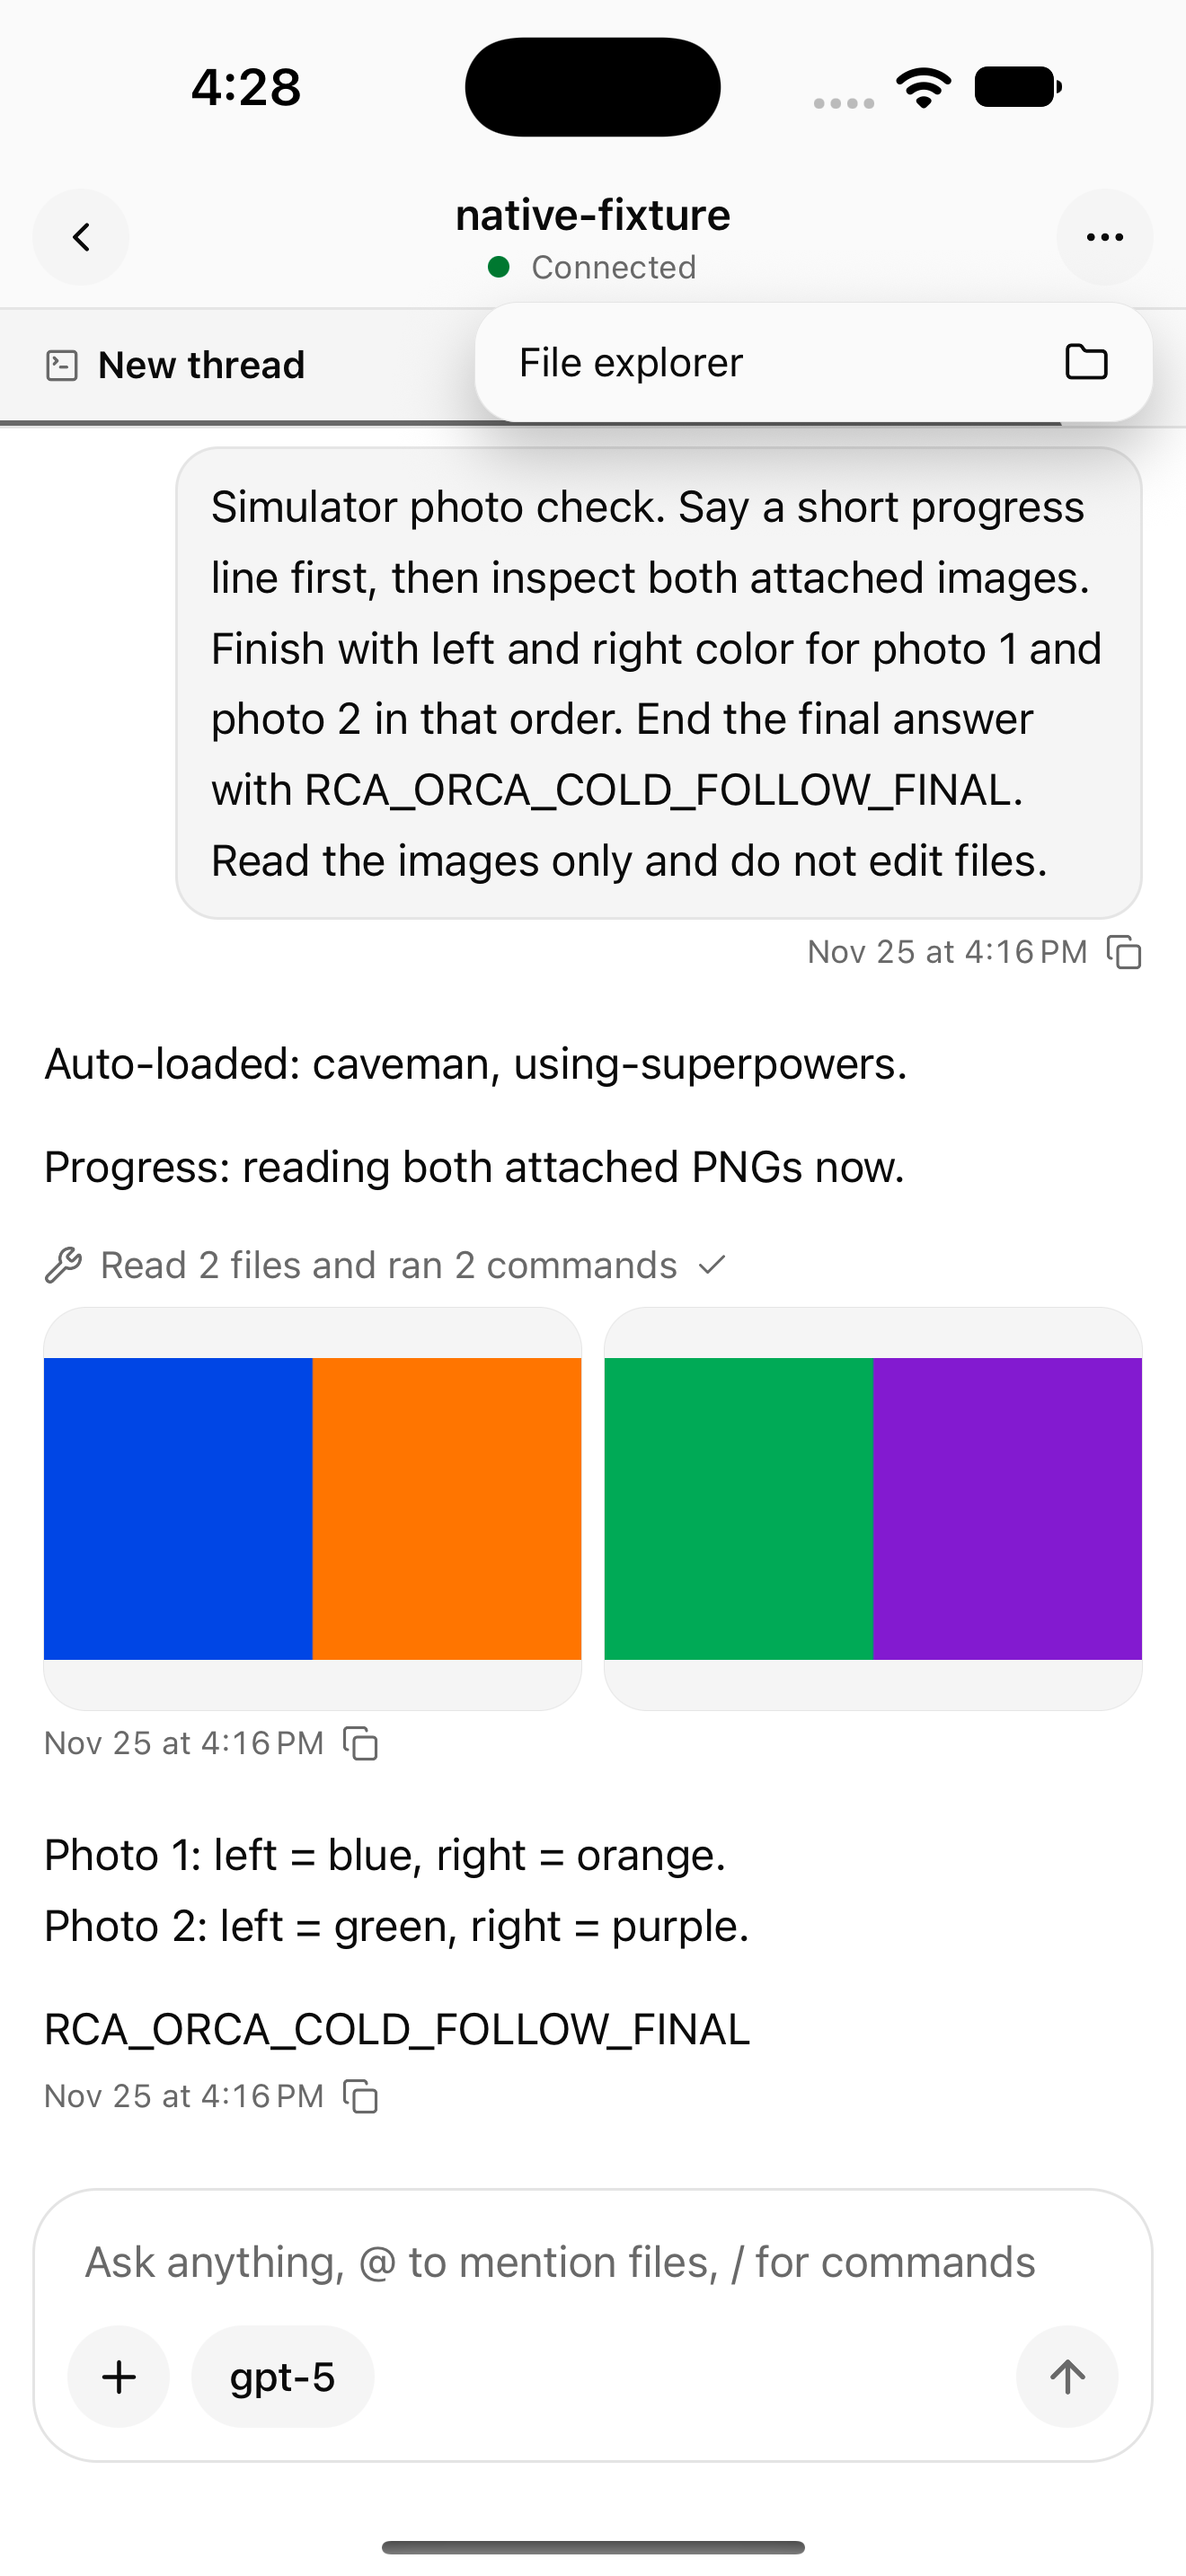 4:28
native-fixture
Connected
New thread
File explorer
Simulator photo check. Say a short progress
line first, then inspect both attached images.
Finish with left and right color for photo 1 and
photo 2 in that order. End the final answer
with RCA_ORCA_COLD_FOLLOW_FINAL.
Read the images only and do not edit files.
Nov 25 at 4:16 PM
Auto-loaded: caveman, using-superpowers.
Progress: reading both attached PNGs now.
Read 2 files and ran 2 commands
Nov 25 at 4:16 PM
Photo 1: left = blue, right = orange.
Photo 2: left = green, right = purple.
RCA_ORCA_COLD_FOLLOW_FINAL
Nov 25 at 4:16 PM
Ask anything, @ to mention files, / for commands
gpt-5